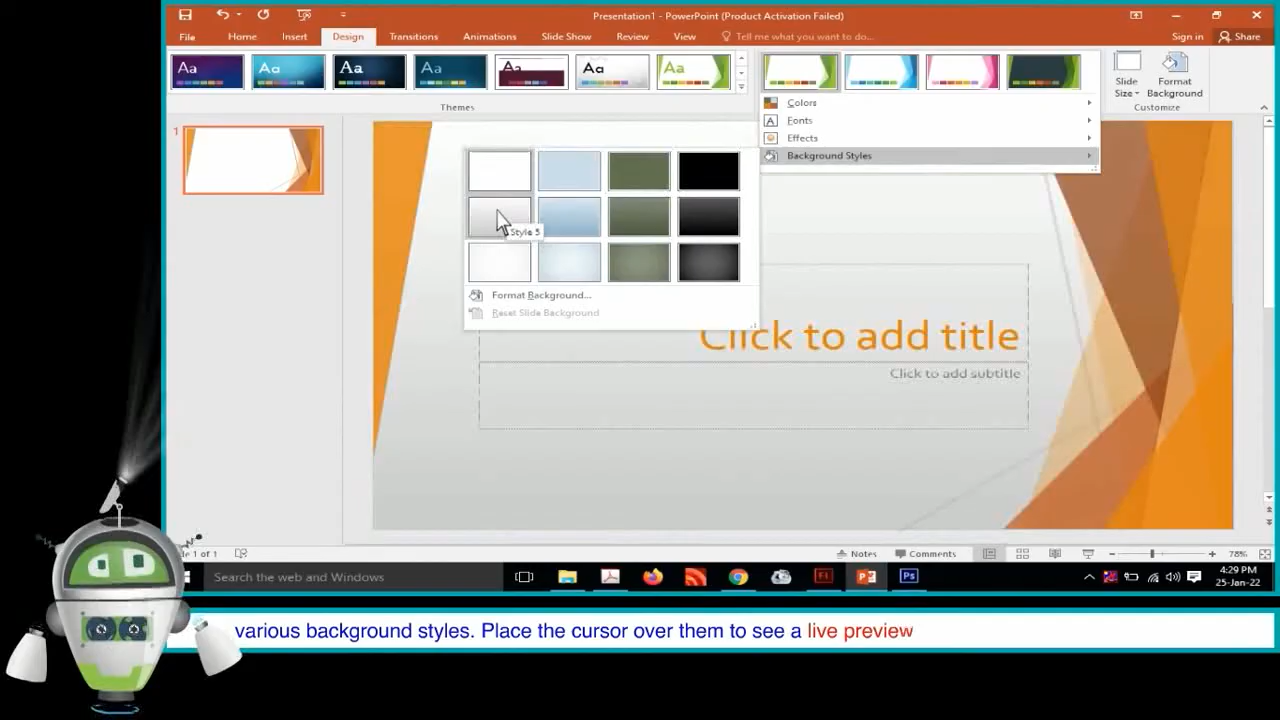 Presentation1 - PowerPoint (Product Activation Failed)
File Home Insert Design Transitions Animations Slide Show Review View Tell me what you want to do... Sign in Share
Aa Aa Aa Aa Aa Aa Aa
Slide Size
Format Background
Themes
Customize
Colors
Fonts
Effects
Background Styles
1
Style 5
Format Background...
Reset Slide Background
Click to add title
Click to add subtitle
de 1 of 1
Notes Comments 78%
Search the web and Windows
4:29 PM
25-Jan-22
various background styles. Place the cursor over them to see a live preview